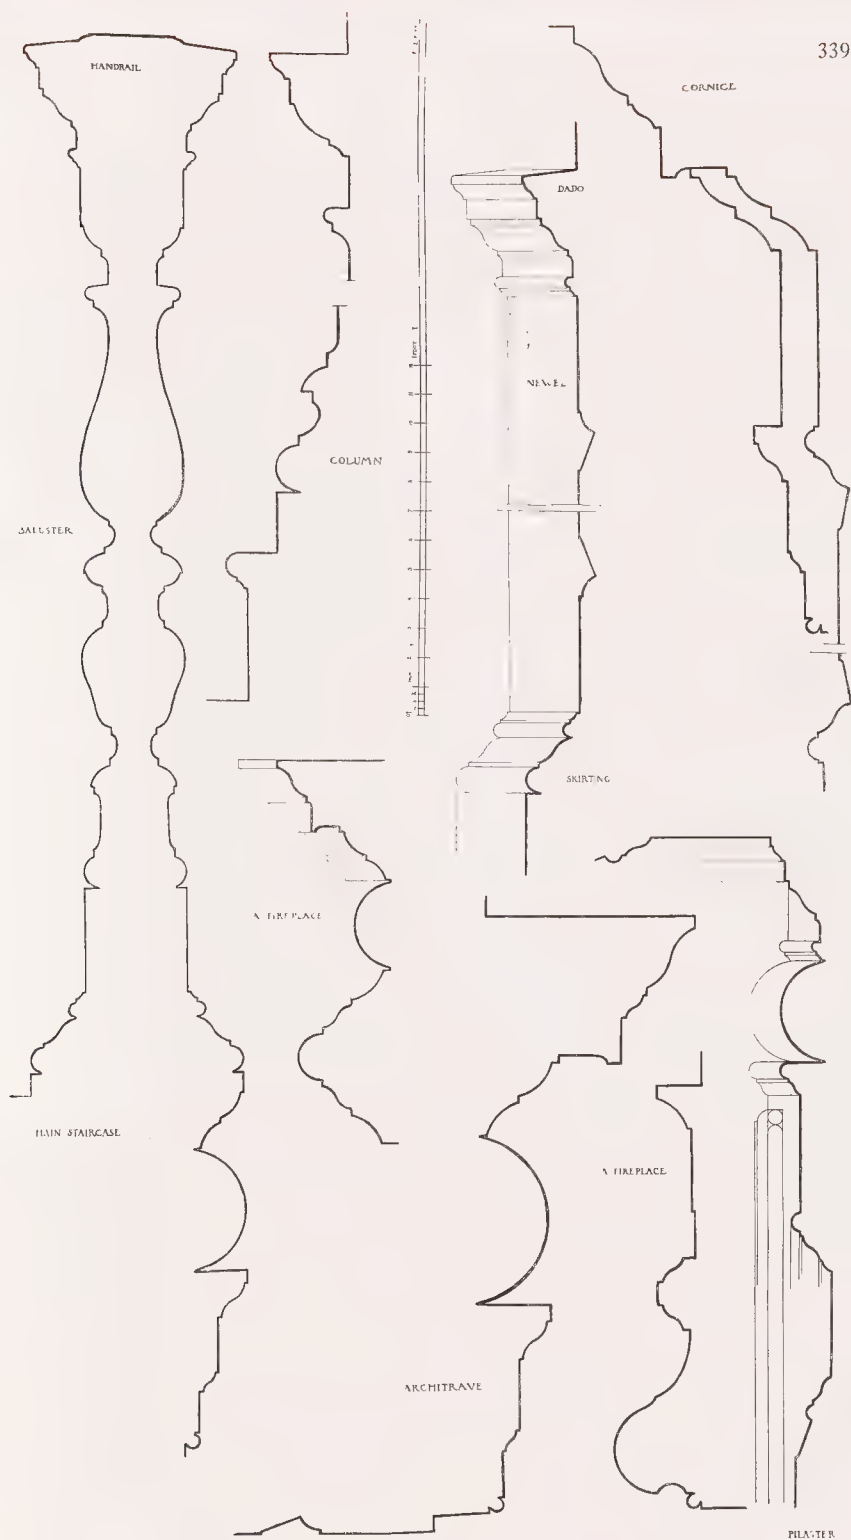 339
HANDRAIL
CORNICE
DADO
NEWEL
COLUMN
BALUSTER
SKIRTING
A FIREPLACE
MAIN STAIRCASE
A FIREPLACE
ARCHITRAVE
PILASTER